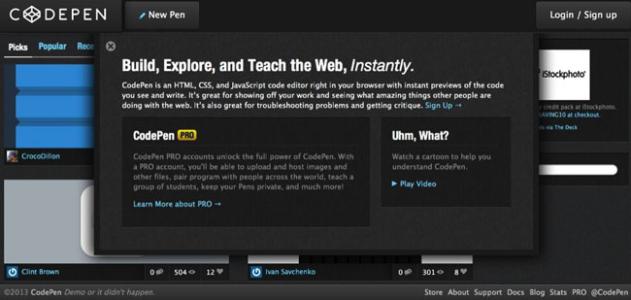 CODEPEN
New Pen
Login / Sign up
Picks Popular Rece
Build, Explore, and Teach the Web, Instantly.
CodePen is an HTML, CSS, and JavaScript code editor right in your browser with instant previews of the code
you see and write. It's great for showing off your work and seeing what amazing things other people are
doing with the web. It's also great for troubleshooting problems and getting critique. Sign Up →
iStockphoto
credit pack at iStockphoto.
AVING10 at checkout.
s via The Deck
CodePen PRO
CodePen PRO accounts unlock the full power of CodePen. With
a PRO account, you'll be able to upload and host images and
other files, pair program with people across the world, teach a
group of students, keep your Pens private, and much more!
Learn More about PRO →
Uhm, What?
Watch a cartoon to help you
understand CodePen.
Play Video
CrocoDillon
Clint Brown 0 504 12
Ivan Savchenko 0 301 8
©2013 CodePen Demo or it didn't happen.
Store About Support Docs Blog Stats PRO @CodePen